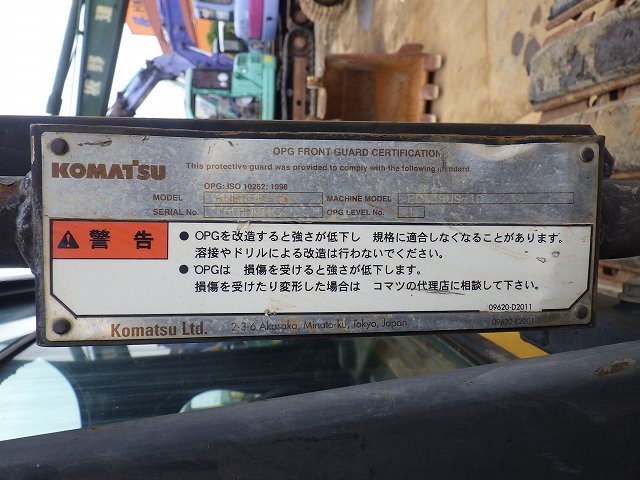 OPG FRONT GUARD CERTIFICATION
KOMATSU
This protective guard was provided to comply with the following standard.
OPG: ISO 10262: 1998
MODEL
MACHINE MODEL
SERIAL No.
OPG LEVEL No.
警告
● OPGを改造すると強さが低下し 規格に適合しなくなることがあります。
溶接やドリルによる改造は行わないでください。
● OPGは 損傷を受けると強さが低下します。
損傷を受けたり変形した場合は コマツの代理店に相談して下さい。
09620-D2011
Komatsu Ltd. 2-3-6 Akasaka, Minato-ku, Tokyo, Japan
09620-E2001